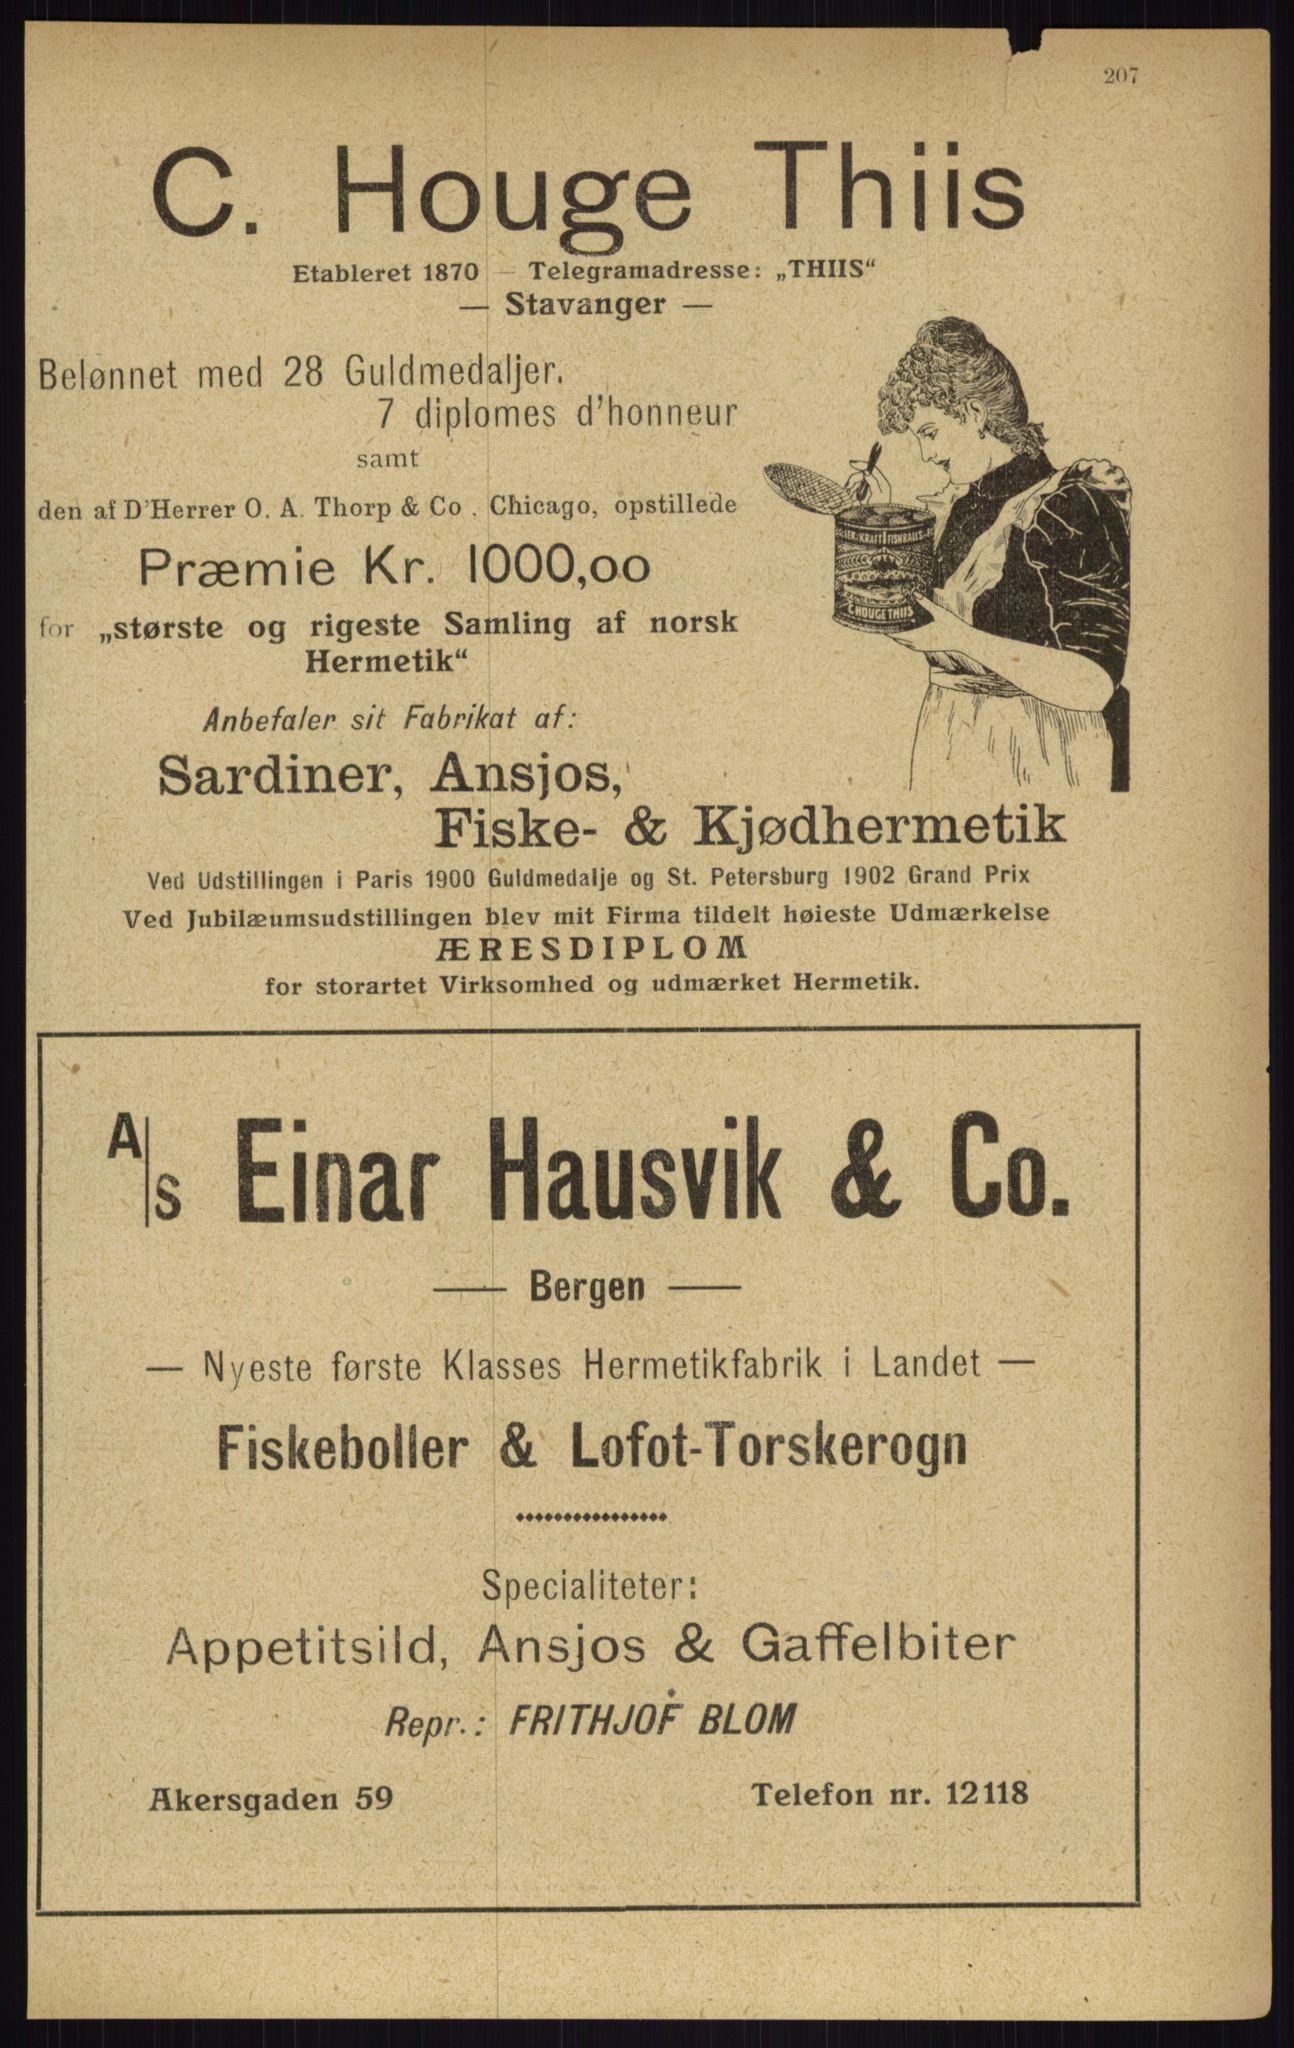 207
C. Houge Thiis
Etableret 1870 — Telegramadresse: „THIIS“
— Stavanger —
Belønnet med 28 Guldmedaljer.
7 diplomes d'honneur
samt
den af D'Herrer O. A. Thorp & Co. Chicago, opstillede
Præmie Kr. 1000,00
for „største og rigeste Samling af norsk
Hermetik“
KRAFT FISKBALLS
C HOUGE THIIS
Anbefaler sit Fabrikat af:
Sardiner, Ansjos,
Fiske- & Kjødhermetik
Ved Udstillingen i Paris 1900 Guldmedalje og St. Petersburg 1902 Grand Prix
Ved Jubilæumsudstillingen blev mit Firma tildelt høieste Udmærkelse
ÆRESDIPLOM
for storartet Virksomhed og udmærket Hermetik.
A/S Einar Hausvik & Co.
— Bergen —
— Nyeste første Klasses Hermetikfabrik i Landet —
Fiskeboller & Lofot-Torskerogn
Specialiteter:
Appetitsild, Ansjos & Gaffelbiter
Repr.: FRITHJOF BLOM
Akersgaden 59 Telefon nr. 12118